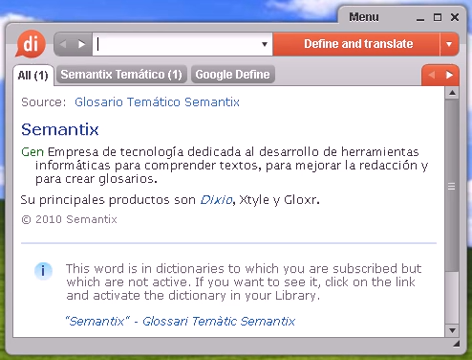 Menu
di
Define and translate
All (1) Semantix Temático (1) Google Define
Source: Glosario Temático Semantix
Semantix
Gen Empresa de tecnología dedicada al desarrollo de herramientas
informáticas para comprender textos, para mejorar la redacción y
para crear glosarios.
Su principales productos son Dixio, Xtyle y Gloxr.
© 2010 Semantix
i
This word is in dictionaries to which you are subscribed but
which are not active. If you want to see it, click on the link
and activate the dictionary in your Library.
"Semantix" - Glossari Temàtic Semantix